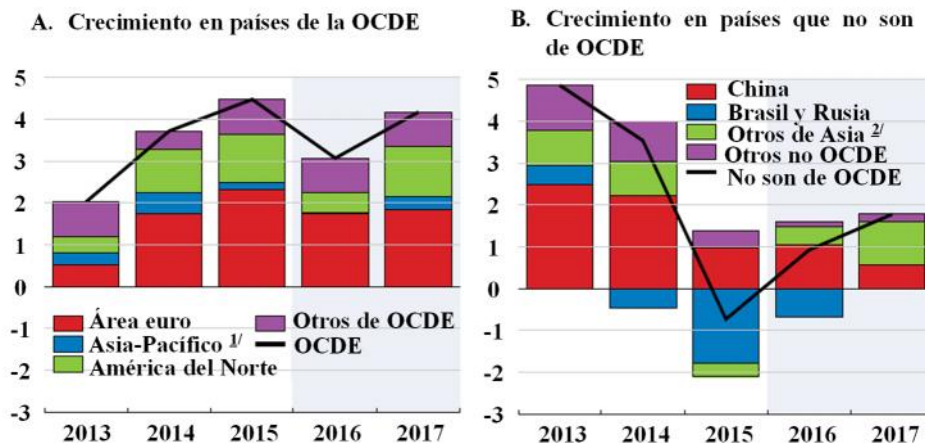 A. Crecimiento en países de la OCDE
5
4
3
2
1
0
-1
-2
-3
Área euro
Asia-Pacífico 1/
América del Norte
Otros de OCDE
OCDE
2013 2014 2015 2016 2017
B. Crecimiento en países que no son
de OCDE
5
4
3
2
1
0
-1
-2
-3
China
Brasil y Rusia
Otros de Asia 2/
Otros no OCDE
No son de OCDE
2013 2014 2015 2016 2017